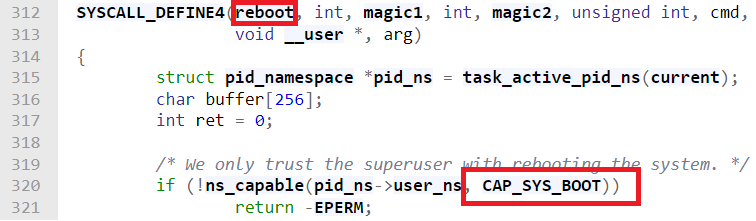 312 SYSCALL_DEFINE4(reboot, int, magic1, int, magic2, unsigned int, cmd,
313 void __user *, arg)
314 {
315 struct pid_namespace *pid_ns = task_active_pid_ns(current);
316 char buffer[256];
317 int ret = 0;
318
319 /* We only trust the superuser with rebooting the system. */
320 if (!ns_capable(pid_ns->user_ns, CAP_SYS_BOOT))
321 return -EPERM;